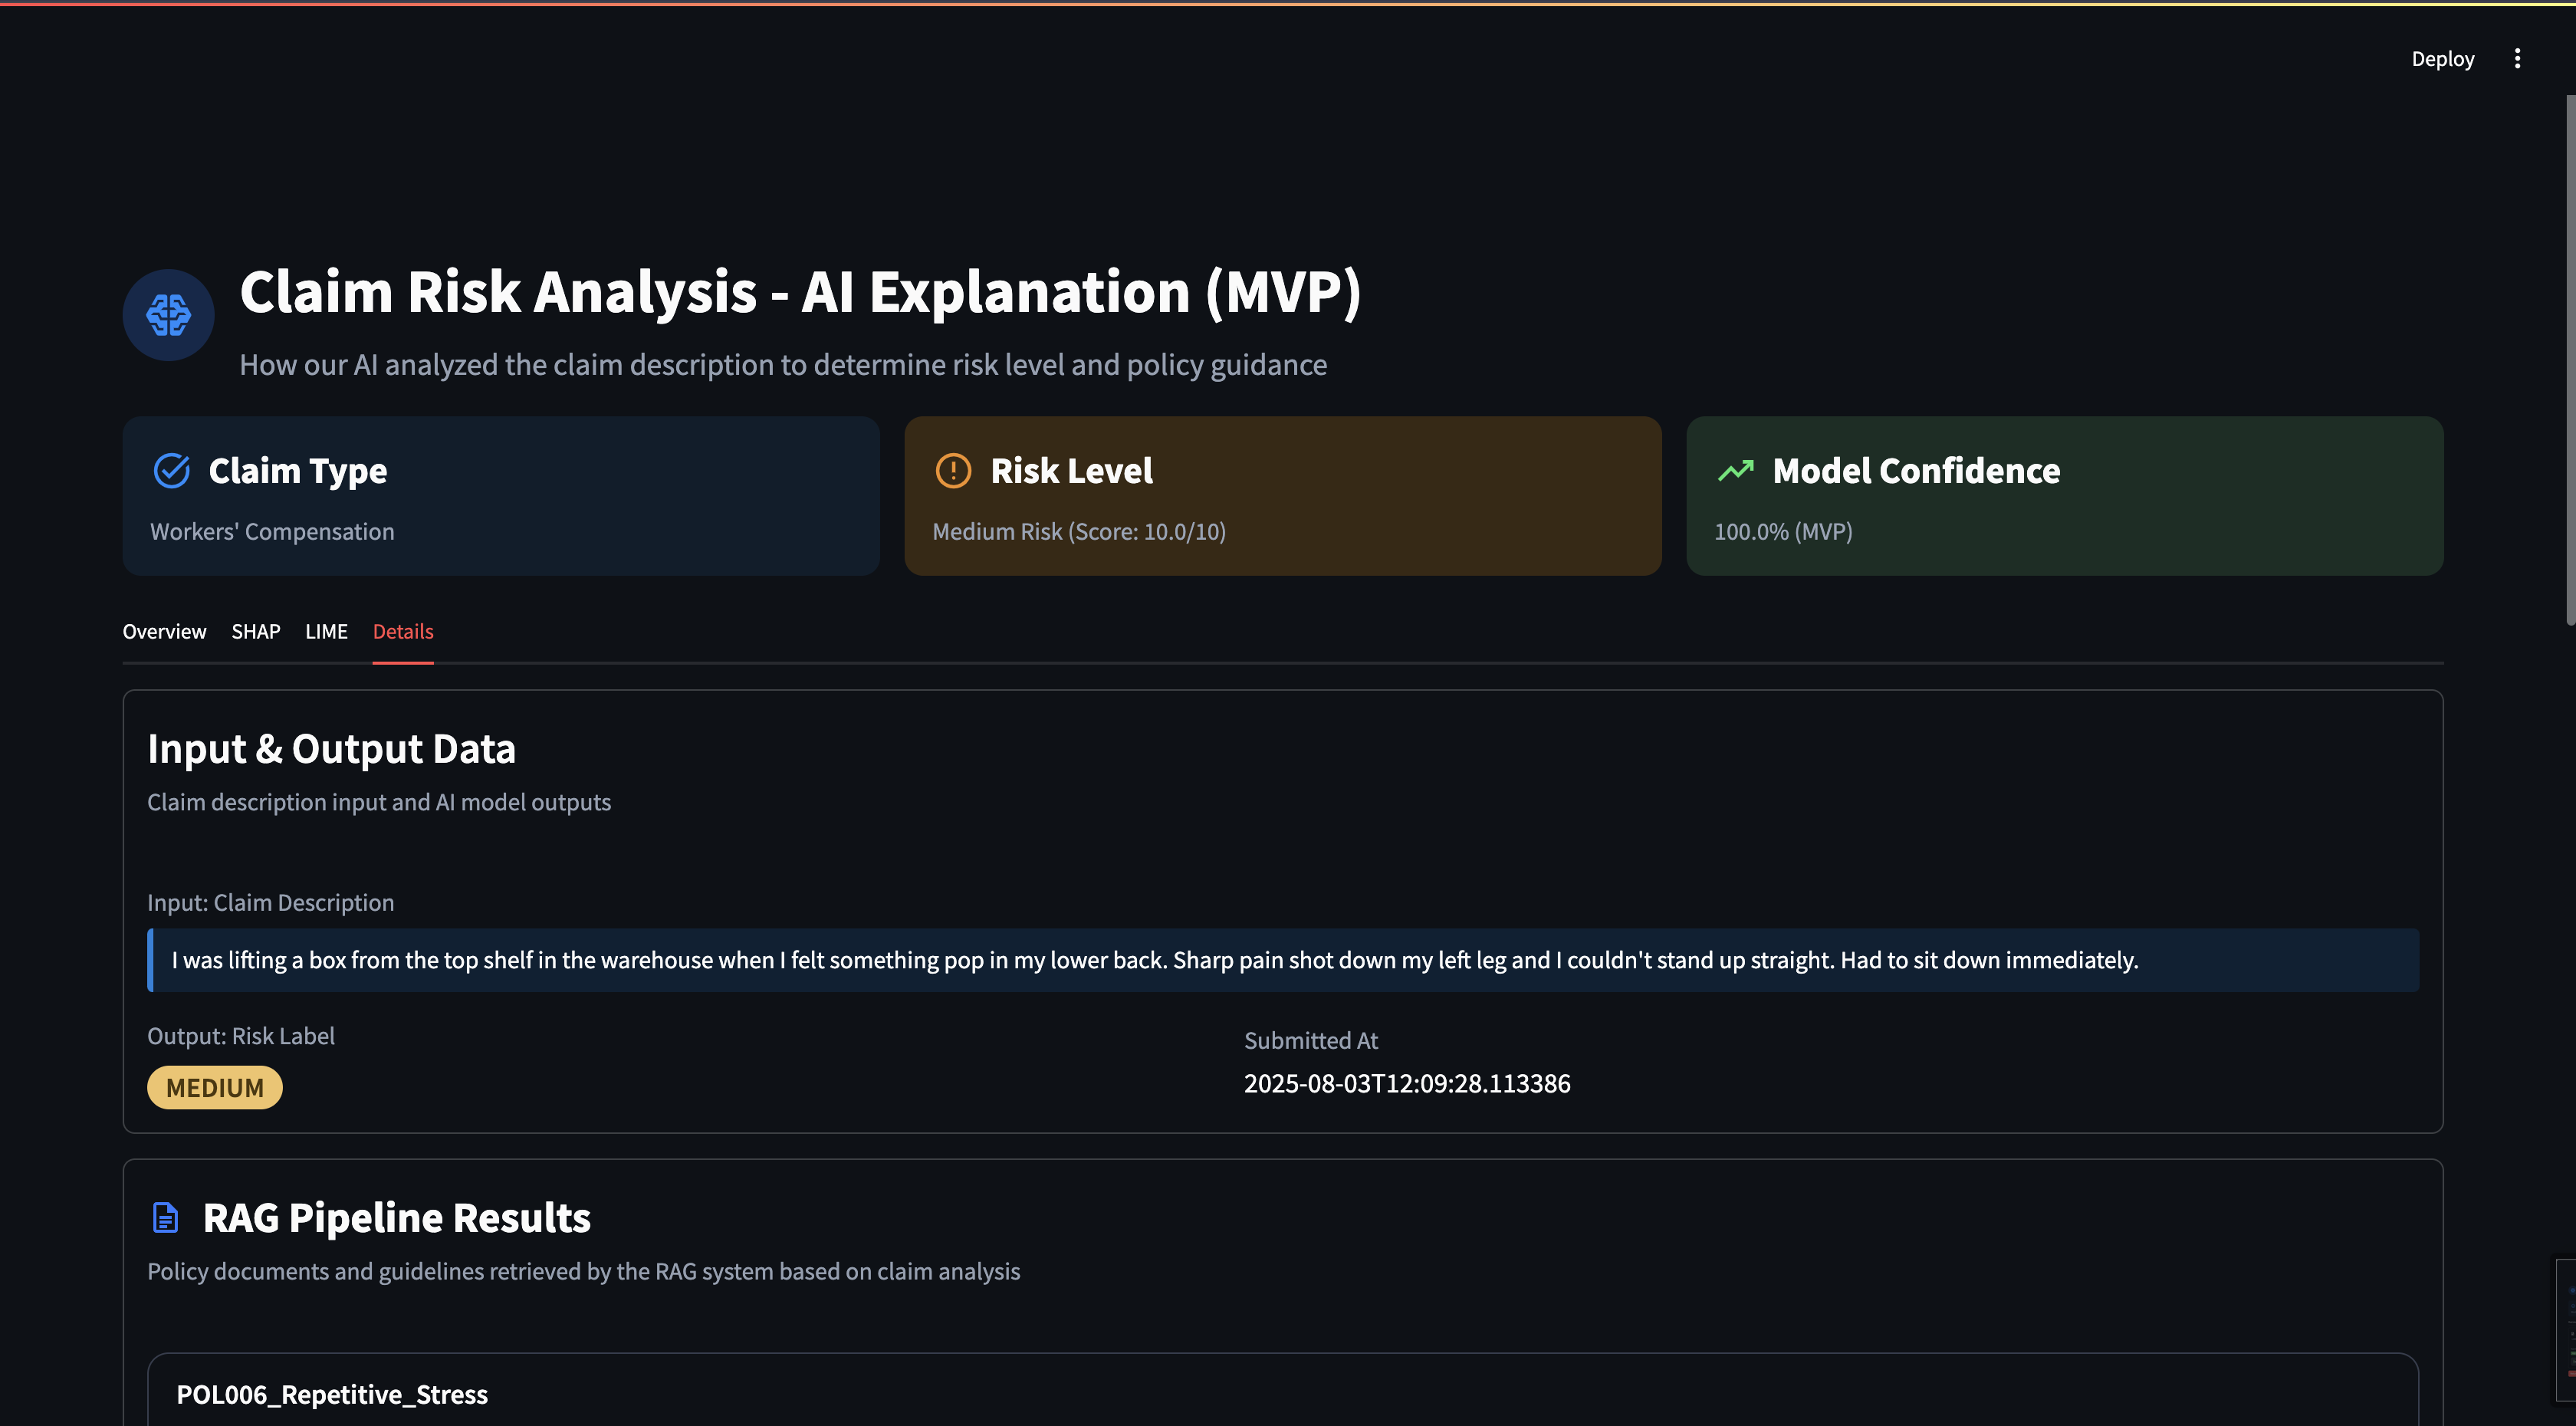 Deploy
Claim Risk Analysis - AI Explanation (MVP)
How our AI analyzed the claim description to determine risk level and policy guidance
Claim Type
Workers' Compensation
Risk Level
Medium Risk (Score: 10.0/10)
Model Confidence
100.0% (MVP)
Overview SHAP LIME Details
Input & Output Data
Claim description input and AI model outputs
Input: Claim Description
I was lifting a box from the top shelf in the warehouse when I felt something pop in my lower back. Sharp pain shot down my left leg and I couldn't stand up straight. Had to sit down immediately.
Output: Risk Label
MEDIUM
Submitted At
2025-08-03T12:09:28.113386
RAG Pipeline Results
Policy documents and guidelines retrieved by the RAG system based on claim analysis
POL006_Repetitive_Stress